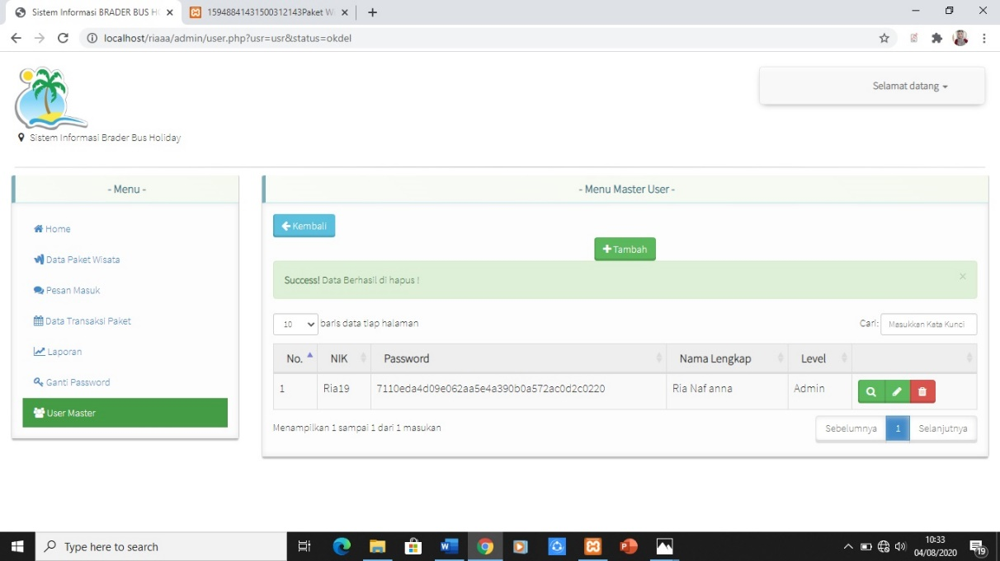 Sistem Informasi BRADER BUS H
15948841431500312143Paket W
localhost/riaaa/admin/user.php?usr=usr&status=okdel
Selamat datang
Sistem Informasi Brader Bus Holiday
- Menu -
Home
Data Paket Wisata
Pesan Masuk
Data Transaksi Paket
Laporan
Ganti Password
User Master
- Menu Master User -
Kembali
Tambah
Success! Data Berhasil di hapus !
×
10 baris data tiap halaman
Cari: Masukkan Kata Kunci
No. NIK Password Nama Lengkap Level
1 Ria19 7110eda4d09e062aa5e4a390b0a572ac0d2c0220 Ria Naf anna Admin
Menampilkan 1 sampai 1 dari 1 masukan
Sebelumnya 1 Selanjutnya
Type here to search
10:33
04/08/2020
19